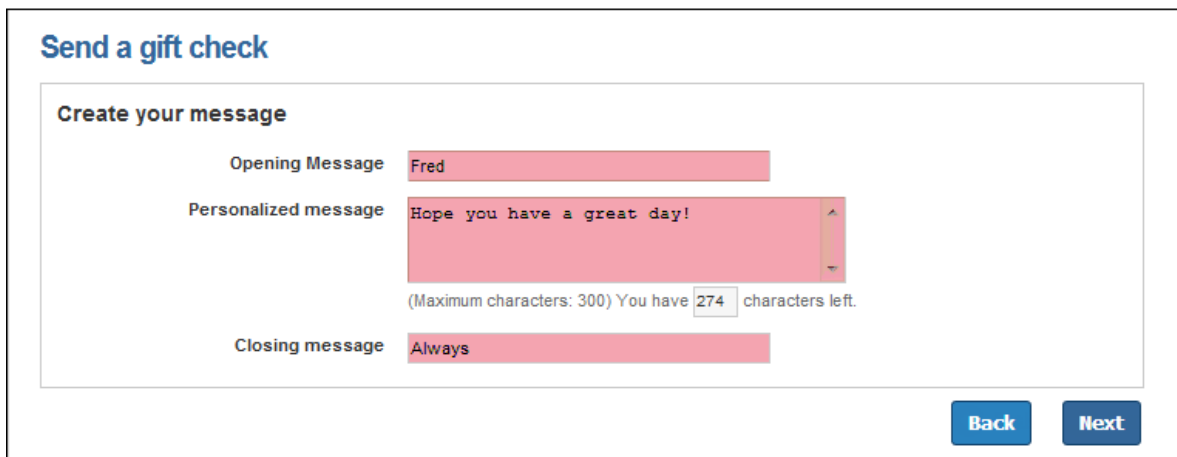 Send a gift check
Create your message
Opening Message Fred
Personalized message Hope you have a great day!
(Maximum characters: 300) You have 274 characters left.
Closing message Always
Back Next